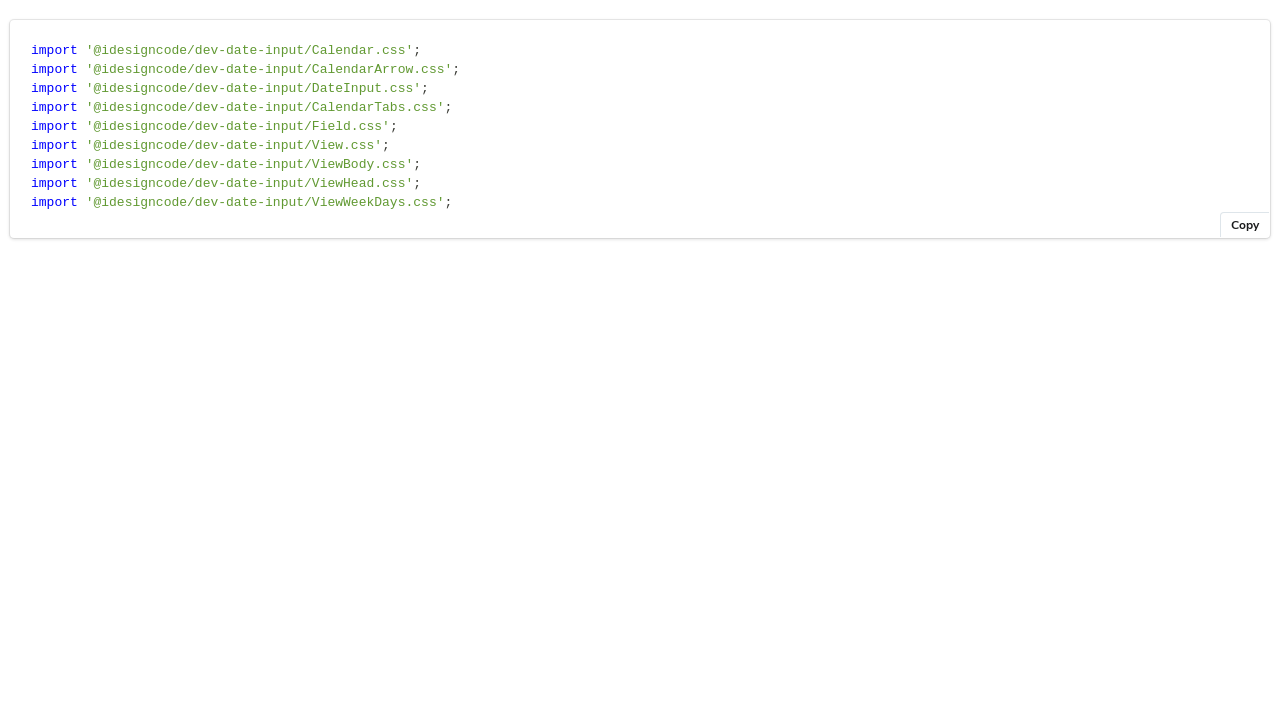 import '@idesigncode/dev-date-input/Calendar.css';
import '@idesigncode/dev-date-input/CalendarArrow.css';
import '@idesigncode/dev-date-input/DateInput.css';
import '@idesigncode/dev-date-input/CalendarTabs.css';
import '@idesigncode/dev-date-input/Field.css';
import '@idesigncode/dev-date-input/View.css';
import '@idesigncode/dev-date-input/ViewBody.css';
import '@idesigncode/dev-date-input/ViewHead.css';
import '@idesigncode/dev-date-input/ViewWeekDays.css';
Copy